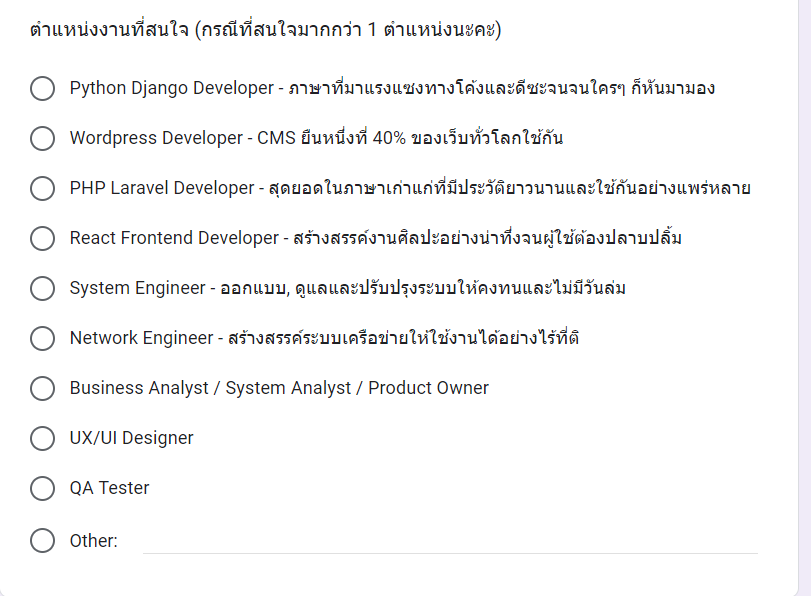 ตำแหน่งงานที่สนใจ (กรณีที่สนใจมากกว่า 1 ตำแหน่งนะคะ)
Python Django Developer - ภาษาที่มาแรงแซงทางโค้งและดีซะจนจนใครๆ ก็หันมามอง
Wordpress Developer - CMS ยืนหนึ่งที่ 40% ของเว็บทั่วโลกใช้กัน
PHP Laravel Developer - สุดยอดในภาษาเก่าแก่ที่มีประวัติยาวนานและใช้กันอย่างแพร่หลาย
React Frontend Developer - สร้างสรรค์งานศิลปะอย่างน่าทึ่งจนผู้ใช้ต้องปลาบปลิ้ม
System Engineer - ออกแบบ, ดูแลและปรับปรุงระบบให้คงทนและไม่มีวันล่ม
Network Engineer - สร้างสรรค์ระบบเครือข่ายให้ใช้งานได้อย่างไร้ที่ติ
Business Analyst / System Analyst / Product Owner
UX/UI Designer
QA Tester
Other: